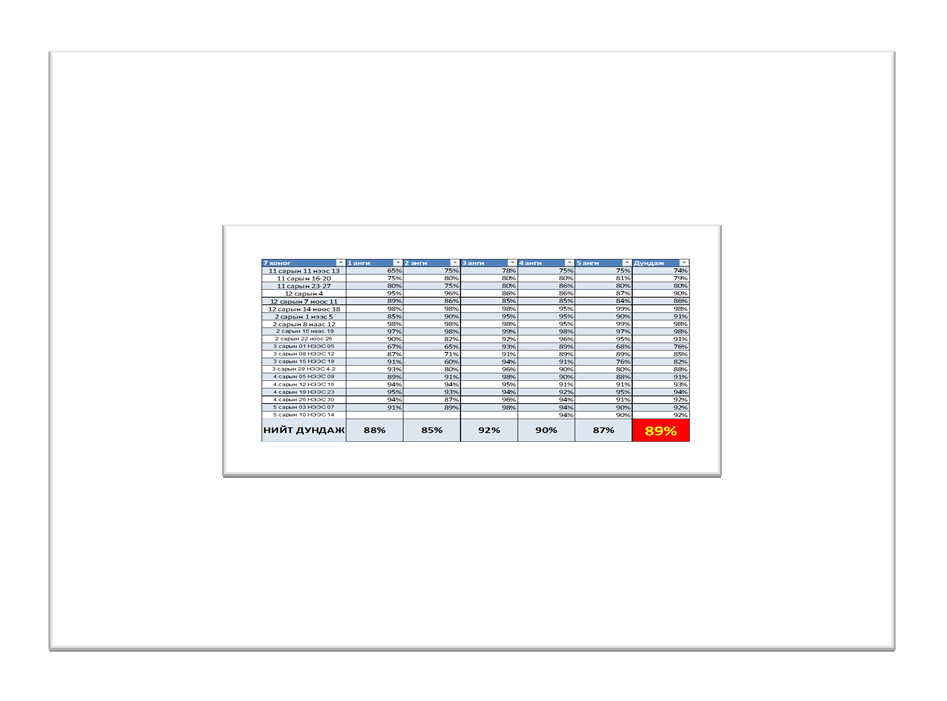 7 хоног 1 анги 2 анги 3 анги 4 анги 5 анги Дундаж
11 сарын 11 нээс 13 65% 75% 78% 75% 75% 74%
11 сарын 16-20 75% 80% 80% 80% 81% 79%
11 сарын 23-27 80% 75% 80% 86% 80% 80%
12 сарын 4 95% 96% 86% 86% 87% 90%
12 сарын 7 ноос 11 89% 86% 85% 85% 84% 86%
12 сарын 14 нөөс 18 98% 98% 98% 95% 99% 98%
2 сарын 1 нээс 5 85% 90% 95% 95% 90% 91%
2 сарын 8 наас 12 98% 98% 98% 95% 99% 98%
2 сарын 15 наас 19 97% 98% 99% 98% 97% 98%
2 сарын 22 ноос 26 90% 82% 92% 96% 95% 91%
3 сарын 01 НЭЭС 05 67% 65% 93% 89% 68% 76%
3 сарын 08 НЭЭС 12 87% 71% 91% 89% 89% 85%
3 сарын 15 НЭЭС 19 91% 60% 94% 91% 76% 82%
3 сарын 29 НЭЭС 4-2 93% 80% 96% 90% 80% 88%
4 сарын 05 НЭЭС 09 89% 91% 98% 90% 88% 91%
4 сарын 12 НЭЭС 16 94% 94% 95% 91% 91% 93%
4 сарын 19 НЭЭС 23 95% 93% 94% 92% 95% 94%
4 сарын 26 НЭЭС 30 94% 87% 96% 94% 91% 92%
5 сарын 03 НЭЭС 07 91% 89% 98% 94% 90% 92%
5 сарын 10 НЭЭС 14 94% 90% 92%
НИЙТ ДУНДАЖ 88% 85% 92% 90% 87% 89%